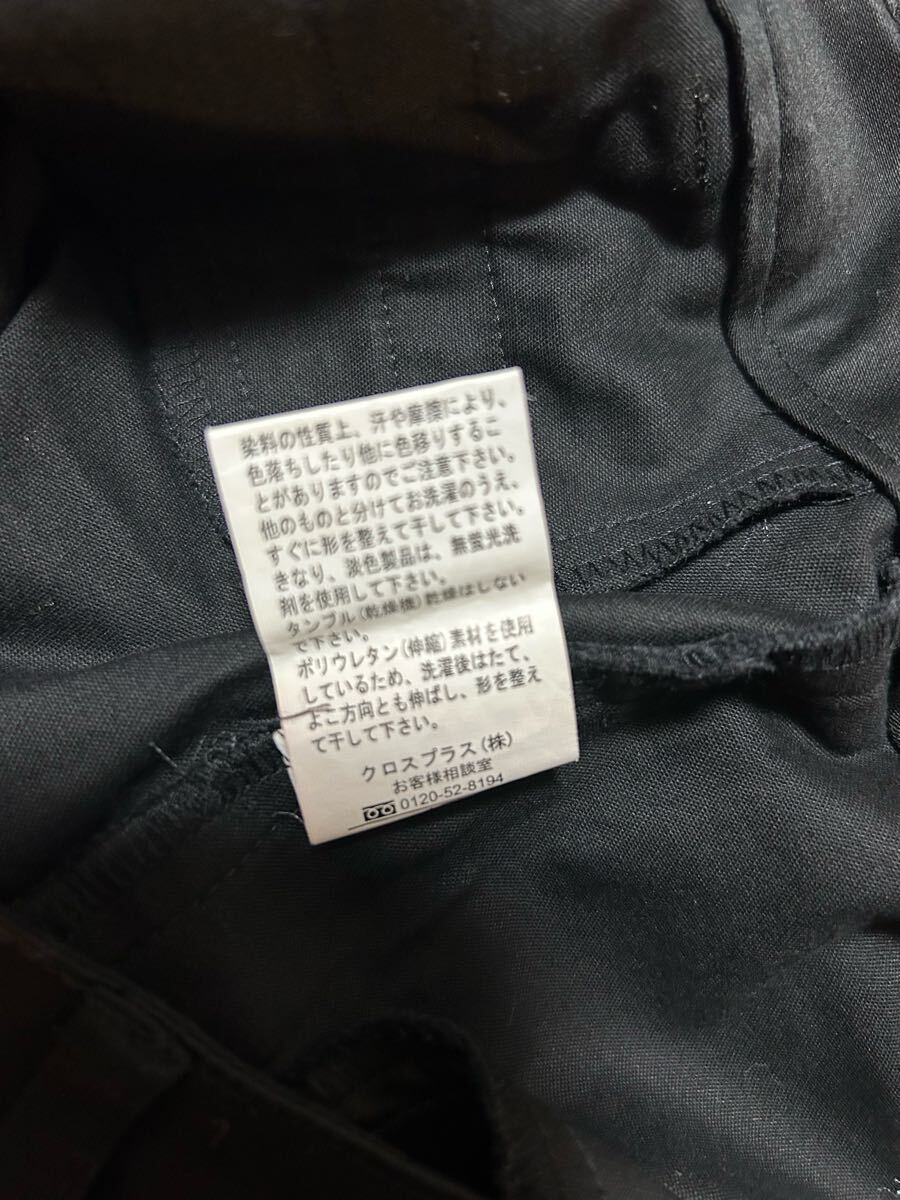 染料の性質上、汗や摩擦により、
色落ちしたり他に色移りするこ
とがありますのでご注意下さい。
他のものと分けてお洗濯のうえ、
すぐに形を整えて干して下さい。
きなり、淡色製品は、無蛍光洗
剤を使用して下さい。
タンブル(乾燥機)乾燥はしない
で下さい。
ポリウレタン(伸縮)素材を使用
しているため、洗濯後はたて、
よこ方向とも伸ばし、形を整え
て干して下さい。
クロスプラス(株)
お客様相談室
0120-52-8194